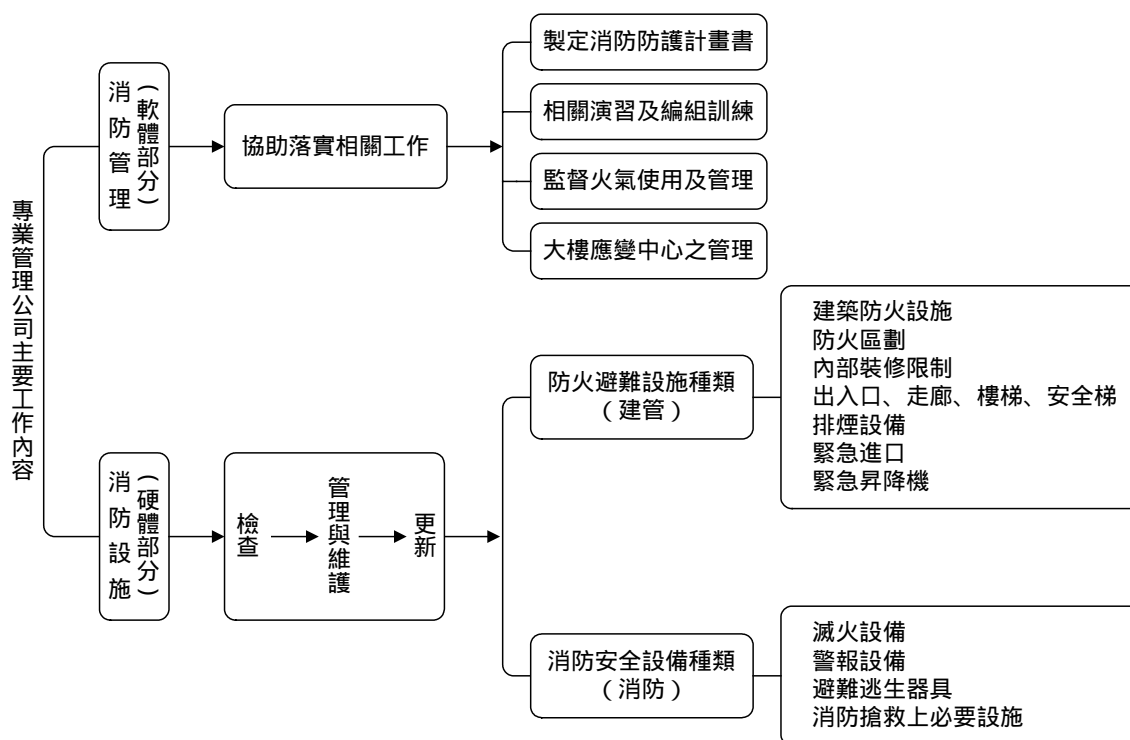 專業管理公司主要工作內容
消防管理
（軟體部分）
協助落實相關工作
製定消防防護計畫書
相關演習及編組訓練
監督火氣使用及管理
大樓應變中心之管理
消防設施
（硬體部分）
檢查
管理與維護
更新
防火避難設施種類
（建管）
建築防火設施
防火區劃
內部裝修限制
出入口、走廊、樓梯、安全梯
排煙設備
緊急進口
緊急昇降機
消防安全設備種類
（消防）
滅火設備
警報設備
避難逃生器具
消防搶救上必要設施